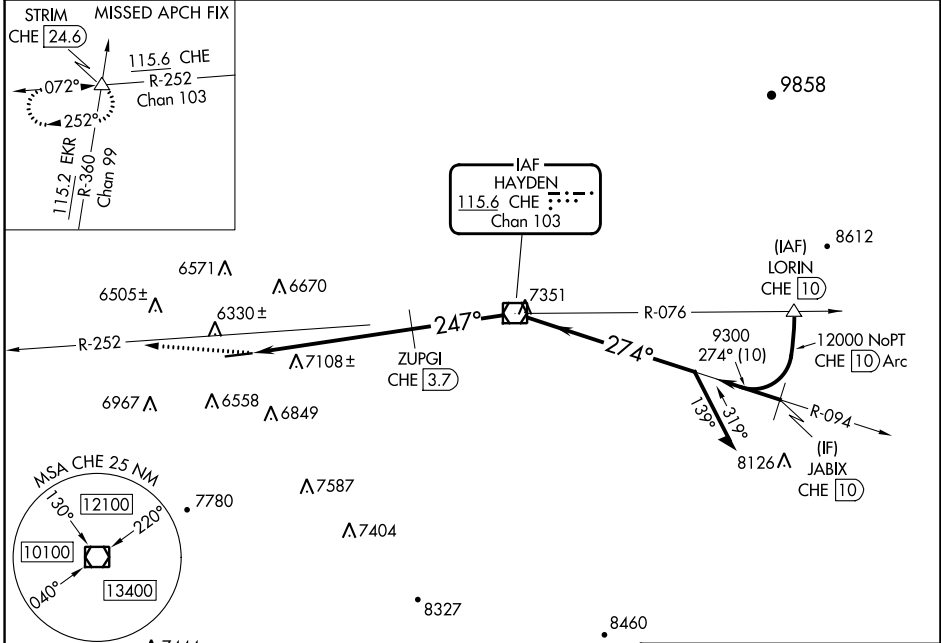 STRIM MISSED APCH FIX
CHE 24.6
115.6 CHE
R-252
Chan 103
072°
252°
115.2 EKR
R-360
Chan 99
9858
IAF
HAYDEN
115.6 CHE
Chan 103
8612
(IAF)
LORIN
CHE 10
6571
6670
6505±
6330±
7351
R-076
R-252
247°
ZUPGI
CHE 3.7
7108±
274°
9300
274° (10)
12000 NoPT
CHE 10 Arc
6967
6558
6849
139°
319°
R-094
8126
(IF)
JABIX
CHE 10
MSA CHE 25 NM
130°
12100
220°
10100
040°
13400
7780
7587
7404
8327
8460